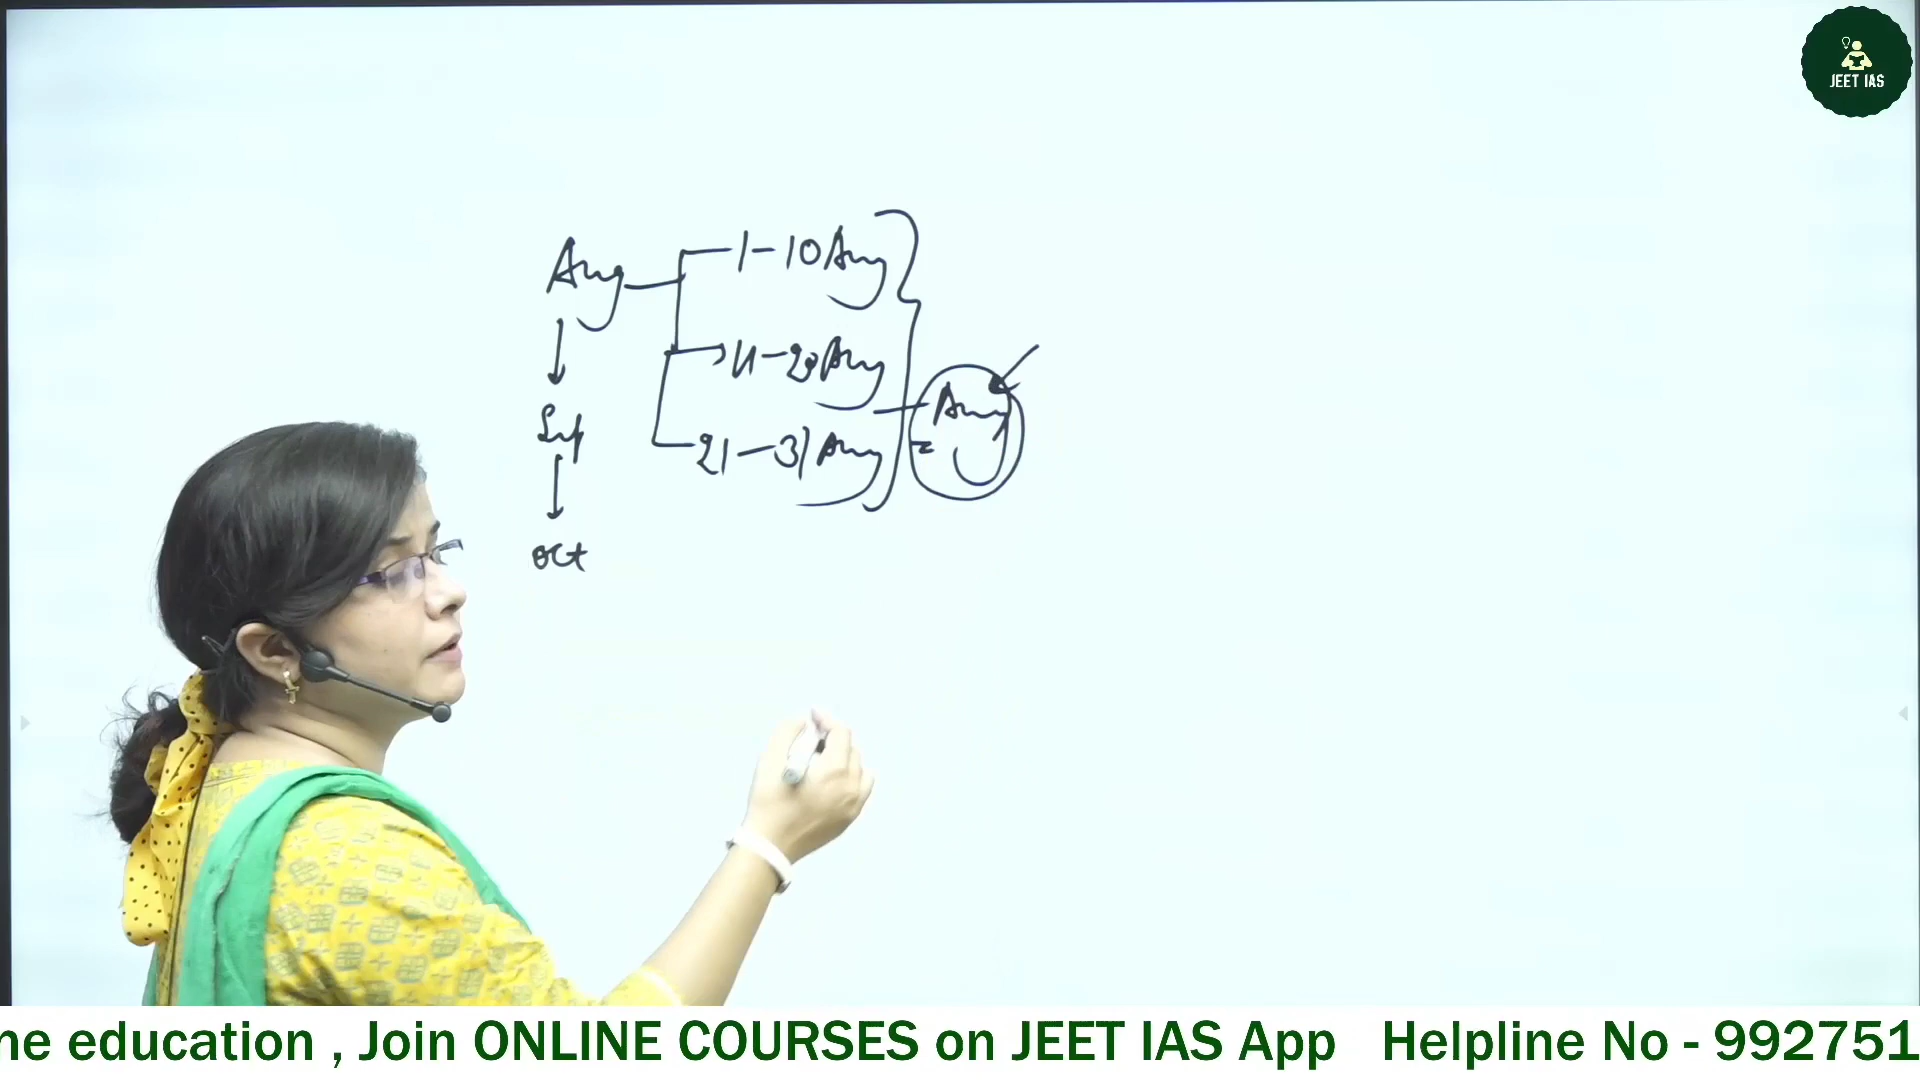 JEET IAS
Aug
1-10 Aug
11-20 Aug
21-31 Aug
Aug
Sep
Oct
ne education , Join ONLINE COURSES on JEET IAS App Helpline No - 992751